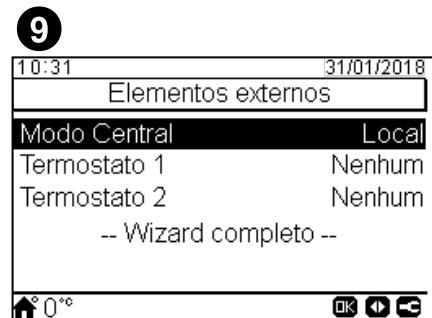 9
10:31 31/01/2018
Elementos externos
Modo Central Local
Termostato 1 Nenhum
Termostato 2 Nenhum
-- Wizard completo --
0°C OK